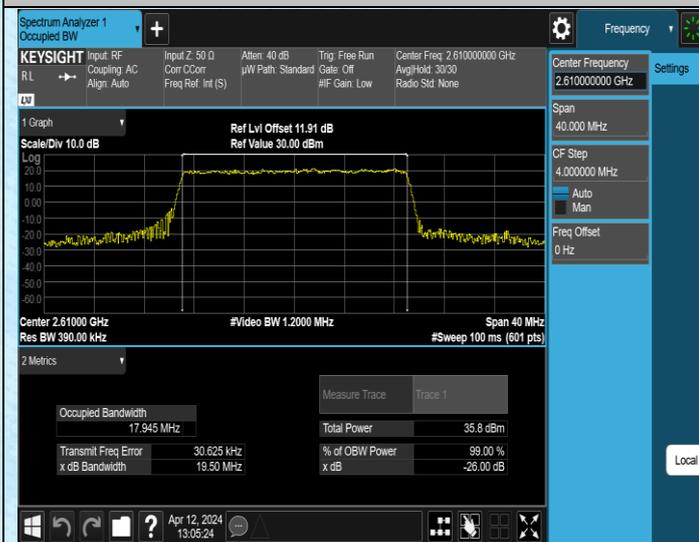 Spectrum Analyzer 1
Occupied BW
+
Frequency
KEYSIGHT
RL
LXI
Input: RF
Coupling: AC
Align: Auto
Input Z: 50 Ω
Corr CCorr
Freq Ref: Int (S)
Atten: 40 dB
µW Path: Standard
Trig: Free Run
Gate: Off
#IF Gain: Low
Center Freq: 2.610000000 GHz
Avg|Hold: 30/30
Radio Std: None
Center Frequency
2.610000000 GHz
Settings
Span
40.000 MHz
CF Step
4.000000 MHz
Auto
Man
Freq Offset
0 Hz
Local
1 Graph
Scale/Div 10.0 dB
Ref Lvl Offset 11.91 dB
Ref Value 30.00 dBm
Log
20.0
10.0
0.00
-10.0
-20.0
-30.0
-40.0
-50.0
-60.0
Center 2.61000 GHz
Res BW 390.00 kHz
#Video BW 1.2000 MHz
Span 40 MHz
#Sweep 100 ms (601 pts)
2 Metrics
Measure Trace Trace 1
Occupied Bandwidth
17.945 MHz
Total Power 35.8 dBm
Transmit Freq Error 30.625 kHz
% of OBW Power 99.00 %
x dB Bandwidth 19.50 MHz
x dB -26.00 dB
?
Apr 12, 2024
13:05:24